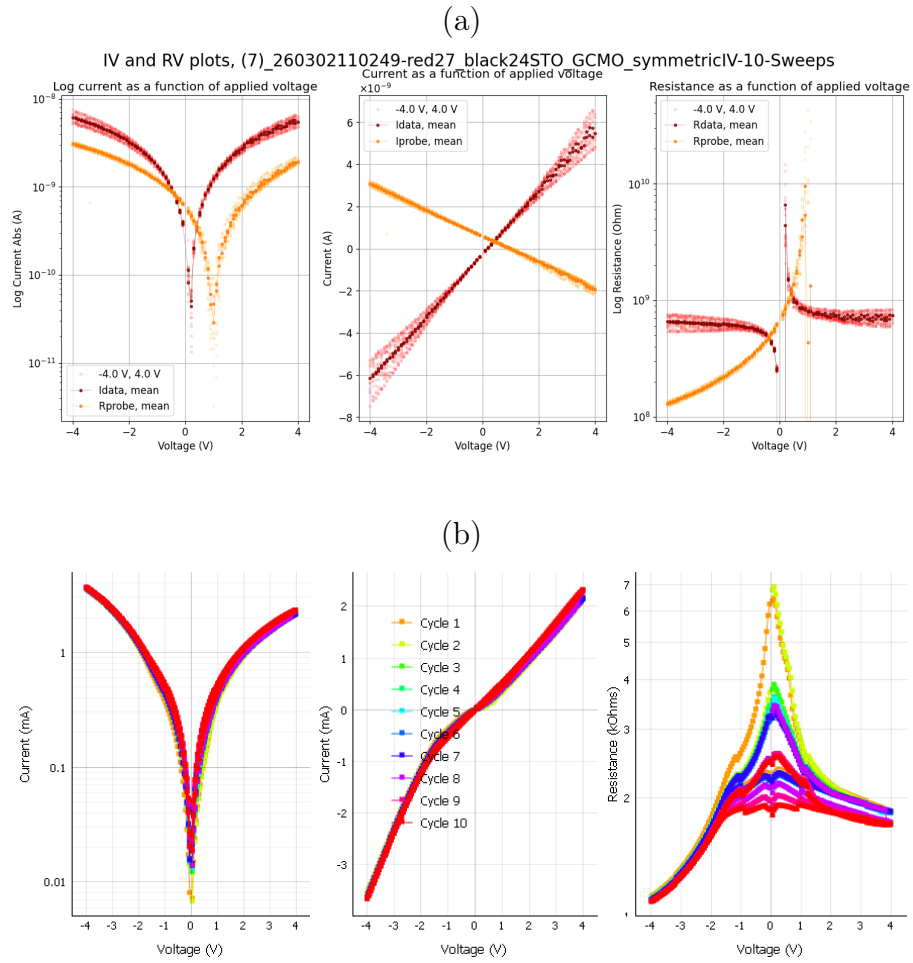 (a)
IV and RV plots, (7)_260302110249-red27_black24STO_GCMO_symmetricIV-10-Sweeps
Log current as a function of applied voltage
Log Current Abs (A)
10⁻⁸
10⁻⁹
10⁻¹⁰
10⁻¹¹
-4.0 V, 4.0 V
Idata, mean
Rprobe, mean
−4 −2 0 2 4
Voltage (V)
Current as a function of applied voltage
×10⁻⁹
Current (A)
6
4
2
0
−2
−4
−6
−8
-4.0 V, 4.0 V
Idata, mean
Iprobe, mean
−4 −2 0 2 4
Voltage (V)
Resistance as a function of applied voltage
Log Resistance (Ohm)
10¹⁰
10⁹
10⁸
-4.0 V, 4.0 V
Rdata, mean
Rprobe, mean
−4 −2 0 2 4
Voltage (V)
(b)
Current (mA)
1
0.1
0.01
-4 -3 -2 -1 0 1 2 3 4
Voltage (V)
Current (mA)
2
1
0
-1
-2
-3
Cycle 1
Cycle 2
Cycle 3
Cycle 4
Cycle 5
Cycle 6
Cycle 7
Cycle 8
Cycle 9
Cycle 10
-4 -3 -2 -1 0 1 2 3 4
Voltage (V)
Resistance (kOhms)
7
6
5
4
3
2
1
-4 -3 -2 -1 0 1 2 3 4
Voltage (V)